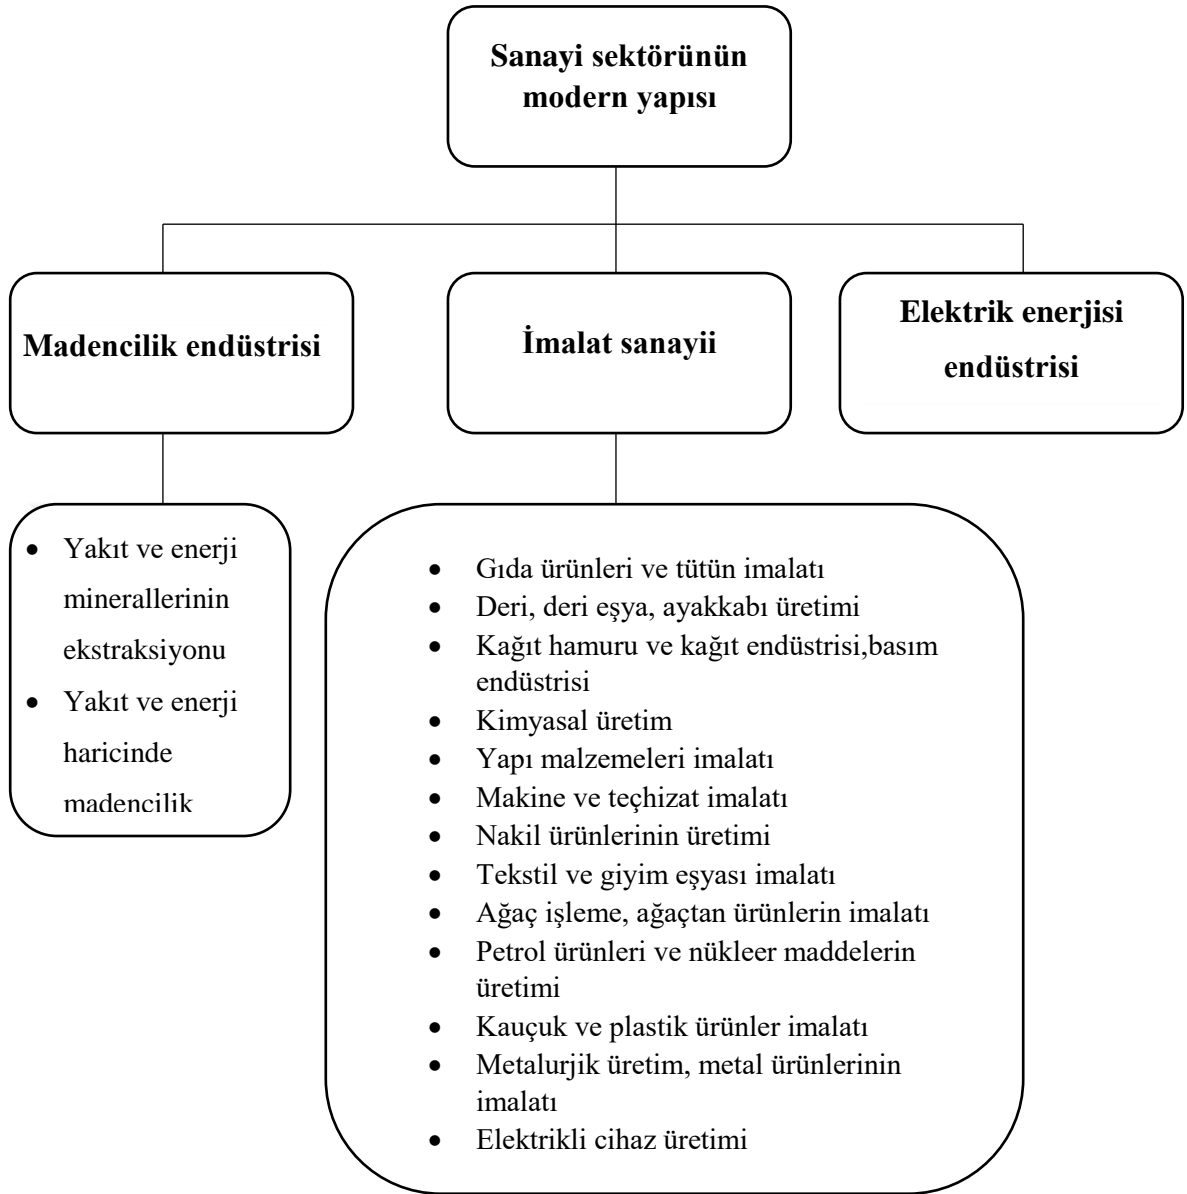 Sanayi sektörünün
modern yapısı
Madencilik endüstrisi
İmalat sanayii
Elektrik enerjisi
endüstrisi
• Yakıt ve enerji
minerallerinin
ekstraksiyonu
• Yakıt ve enerji
haricinde
madencilik
• Gıda ürünleri ve tütün imalatı
• Deri, deri eşya, ayakkabı üretimi
• Kağıt hamuru ve kağıt endüstrisi,basım
endüstrisi
• Kimyasal üretim
• Yapı malzemeleri imalatı
• Makine ve teçhizat imalatı
• Nakil ürünlerinin üretimi
• Tekstil ve giyim eşyası imalatı
• Ağaç işleme, ağaçtan ürünlerin imalatı
• Petrol ürünleri ve nükleer maddelerin
üretimi
• Kauçuk ve plastik ürünler imalatı
• Metalurjik üretim, metal ürünlerinin
imalatı
• Elektrikli cihaz üretimi